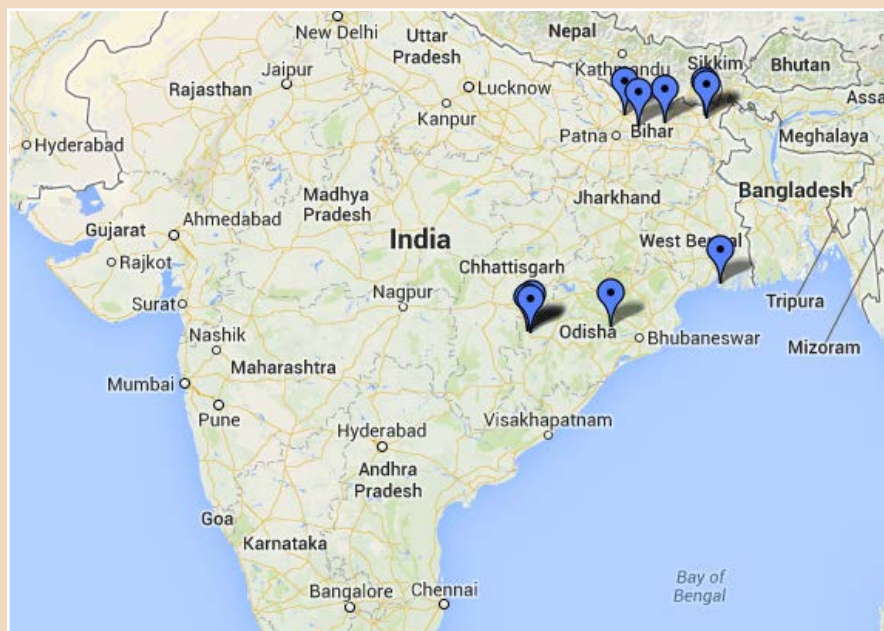 New Delhi
Uttar
Pradesh
Nepal
Jaipur
Rajasthan
Lucknow
Kathmandu
Sikkim
Bhutan
Kanpur
Assa
Hyderabad
Patna
Bihar
Meghalaya
Madhya
Pradesh
Jharkhand
Bangladesh
Gujarat
Ahmedabad
India
West Bengal
Rajkot
Chhattisgarh
Nagpur
Surat
Tripura
Nashik
Odisha
Bhubaneswar
Mizoram
Maharashtra
Mumbai
Pune
Visakhapatnam
Hyderabad
Andhra
Pradesh
Goa
Karnataka
Bay of
Bengal
Bangalore
Chennai